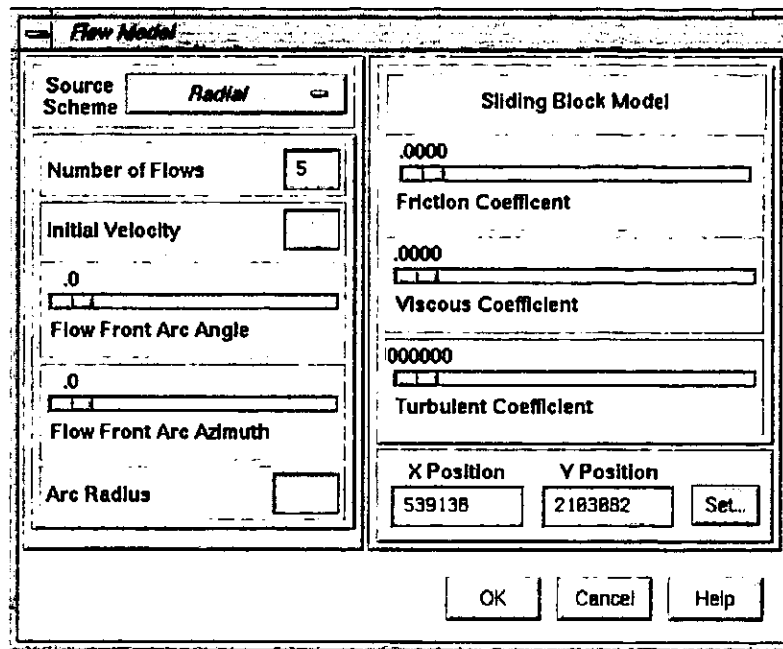 Flow Model
Source Scheme
Radial
Number of Flows 5
Initial Velocity
.0
Flow Front Arc Angle
.0
Flow Front Arc Azimuth
Arc Radius
Sliding Block Model
.0000
Friction Coefficent
.0000
Viscous Coefficient
000000
Turbulent Coefficient
X Position Y Position
539138 2103082 Set...
OK Cancel Help